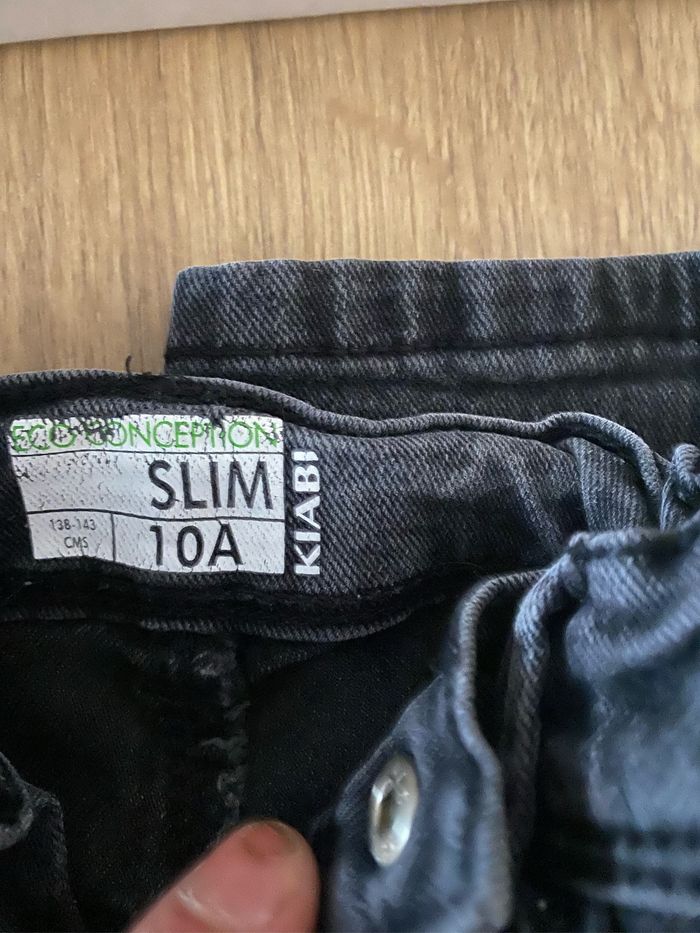 ECO CONCEPTION
SLIM
138-143
CMS
10A
KIABI